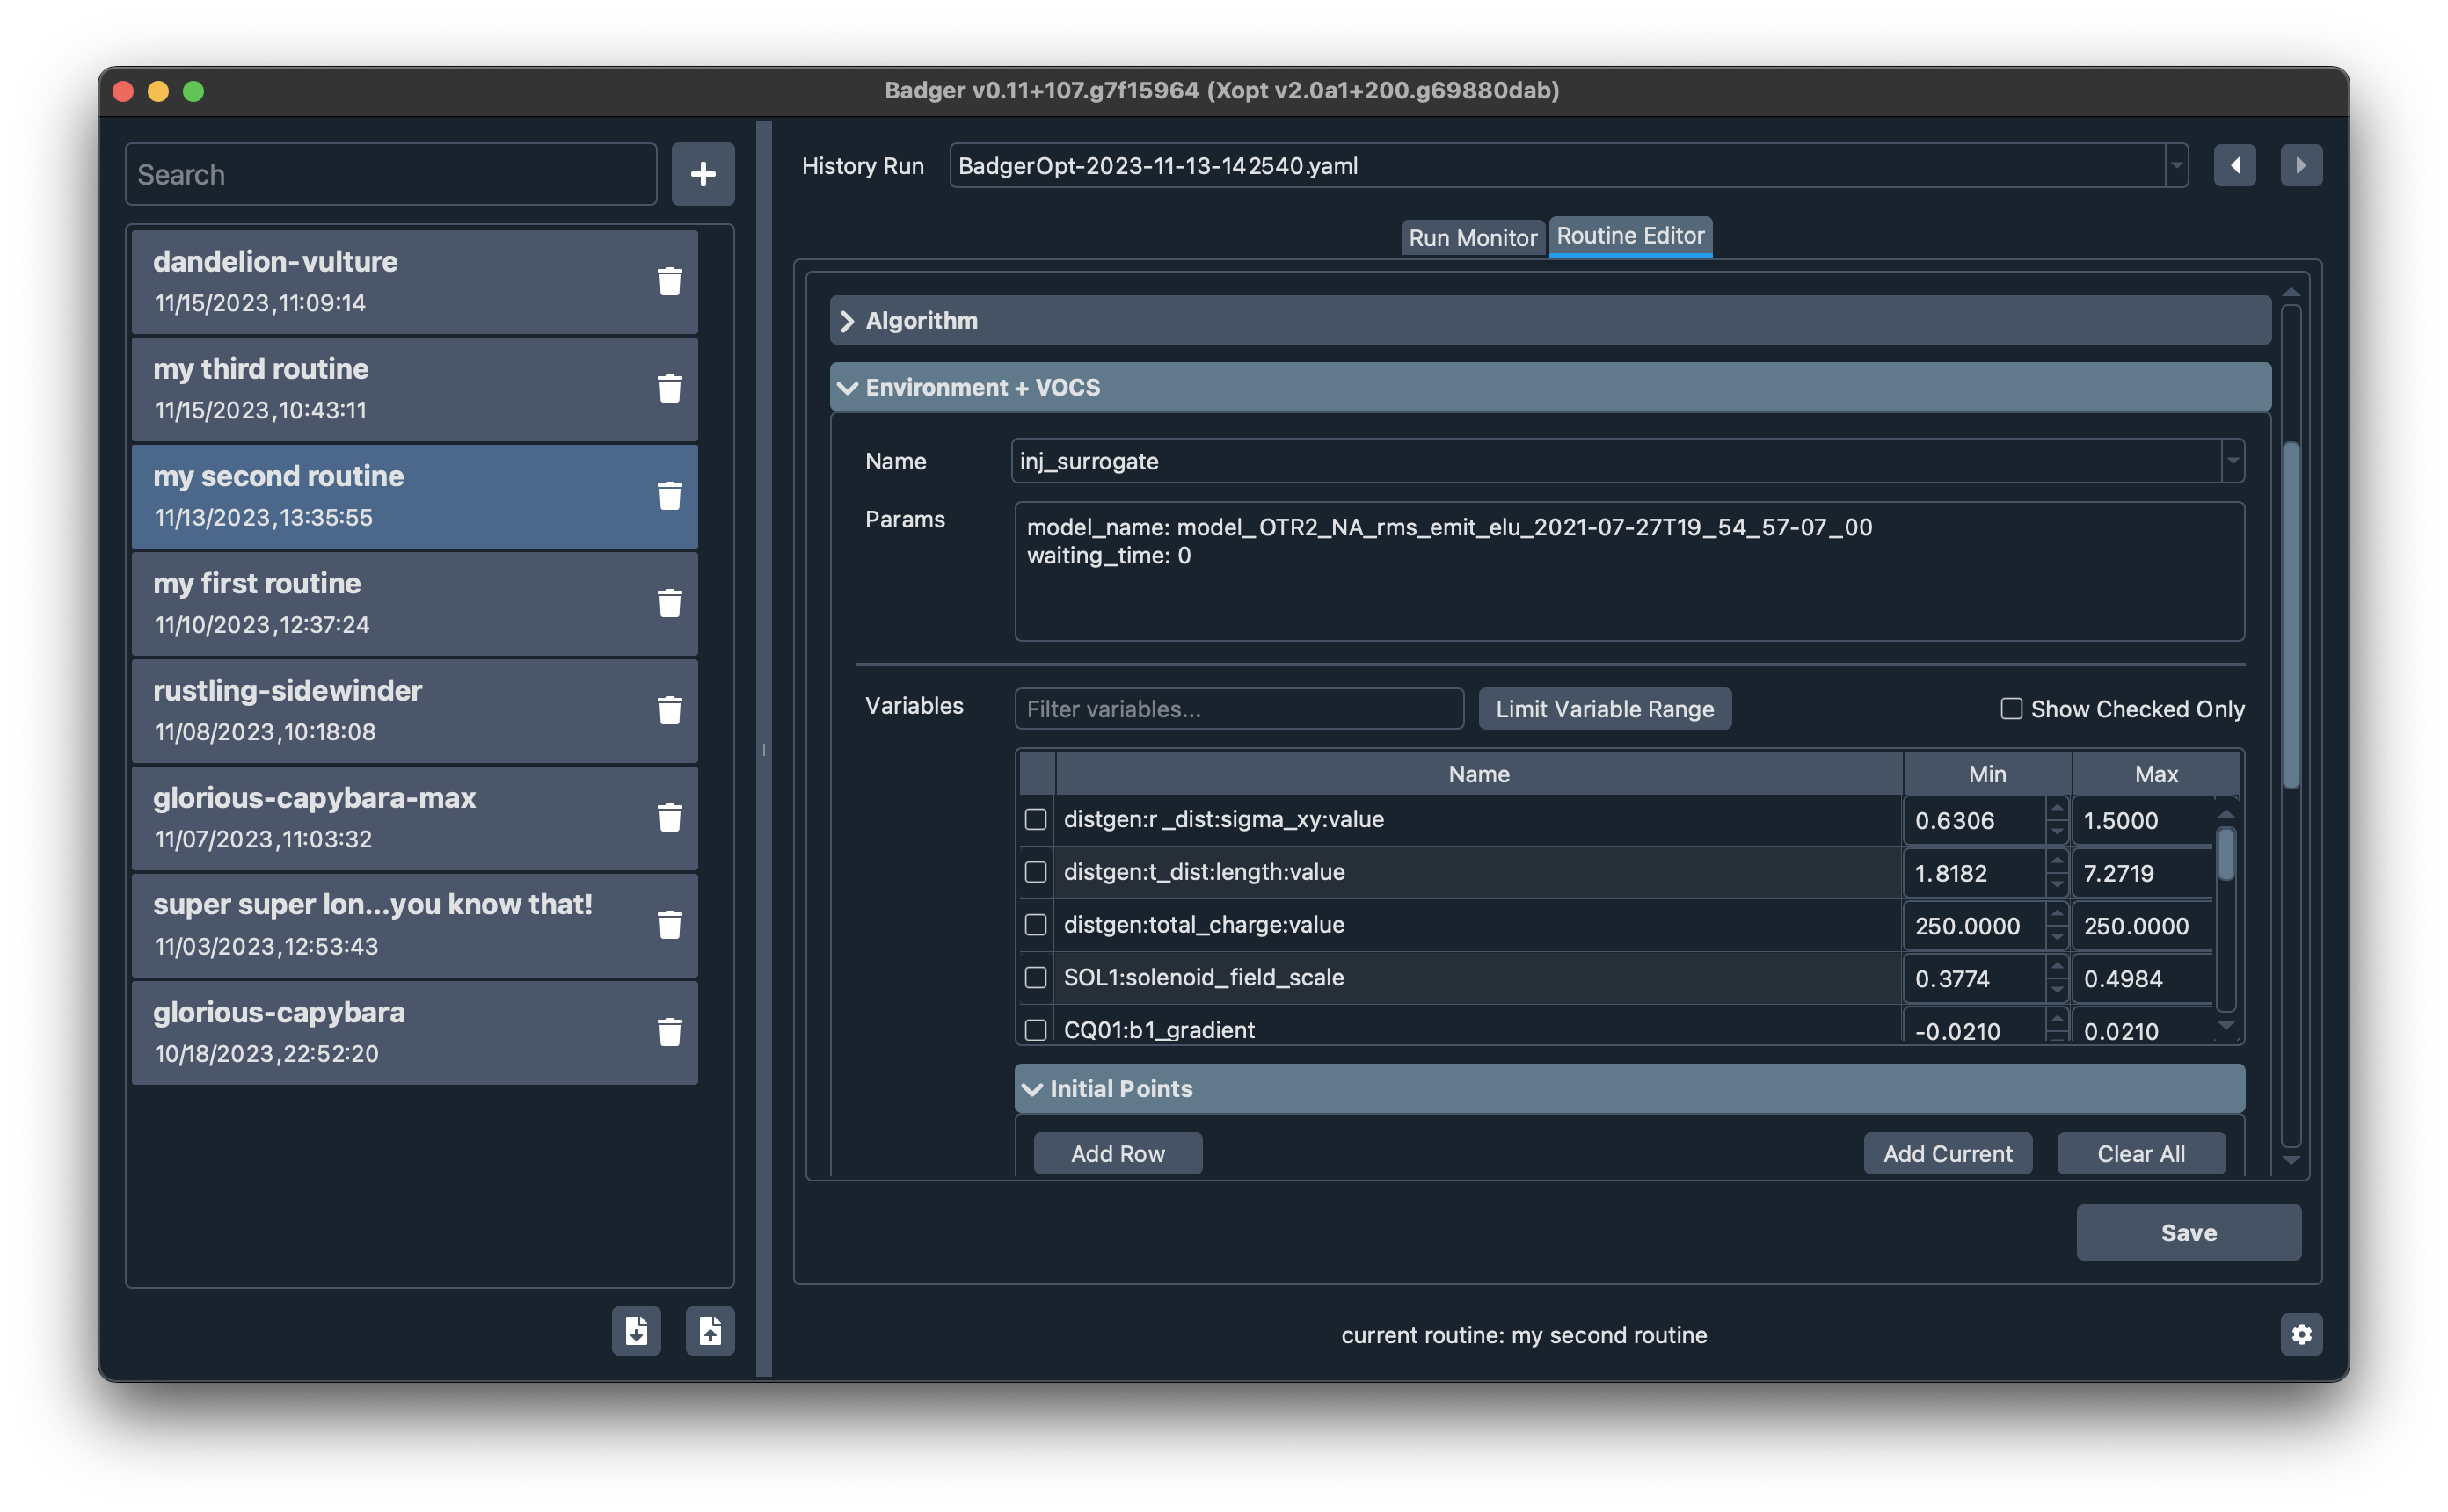 Badger v0.11+107.g7f15964 (Xopt v2.0a1+200.g69880dab)
Search
dandelion-vulture
11/15/2023,11:09:14
my third routine
11/15/2023,10:43:11
my second routine
11/13/2023,13:35:55
my first routine
11/10/2023,12:37:24
rustling-sidewinder
11/08/2023,10:18:08
glorious-capybara-max
11/07/2023,11:03:32
super super lon...you know that!
11/03/2023,12:53:43
glorious-capybara
10/18/2023,22:52:20
History Run BadgerOpt-2023-11-13-142540.yaml
Run Monitor Routine Editor
Algorithm
Environment + VOCS
Name inj_surrogate
Params model_name: model_OTR2_NA_rms_emit_elu_2021-07-27T19_54_57-07_00
waiting_time: 0
Variables Filter variables... Limit Variable Range Show Checked Only
Name Min Max
distgen:r_dist:sigma_xy:value 0.6306 1.5000
distgen:t_dist:length:value 1.8182 7.2719
distgen:total_charge:value 250.0000 250.0000
SOL1:solenoid_field_scale 0.3774 0.4984
CQ01:b1_gradient -0.0210 0.0210
Initial Points
Add Row Add Current Clear All
Save
current routine: my second routine